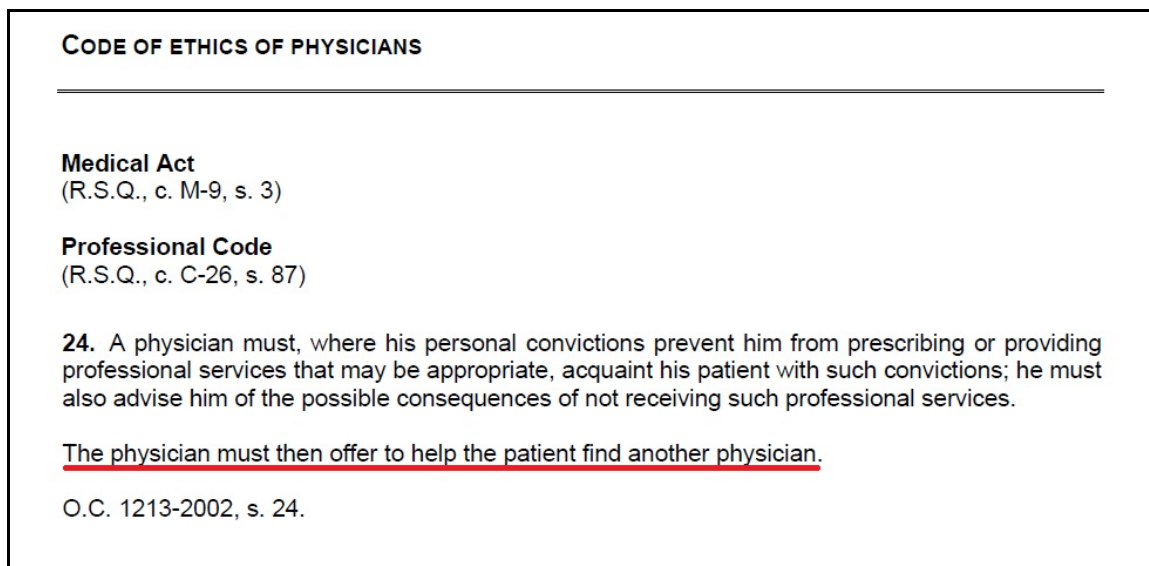 CODE OF ETHICS OF PHYSICIANS
Medical Act
(R.S.Q., c. M-9, s. 3)
Professional Code
(R.S.Q., c. C-26, s. 87)
24. A physician must, where his personal convictions prevent him from prescribing or providing
professional services that may be appropriate, acquaint his patient with such convictions; he must
also advise him of the possible consequences of not receiving such professional services.
The physician must then offer to help the patient find another physician.
O.C. 1213-2002, s. 24.